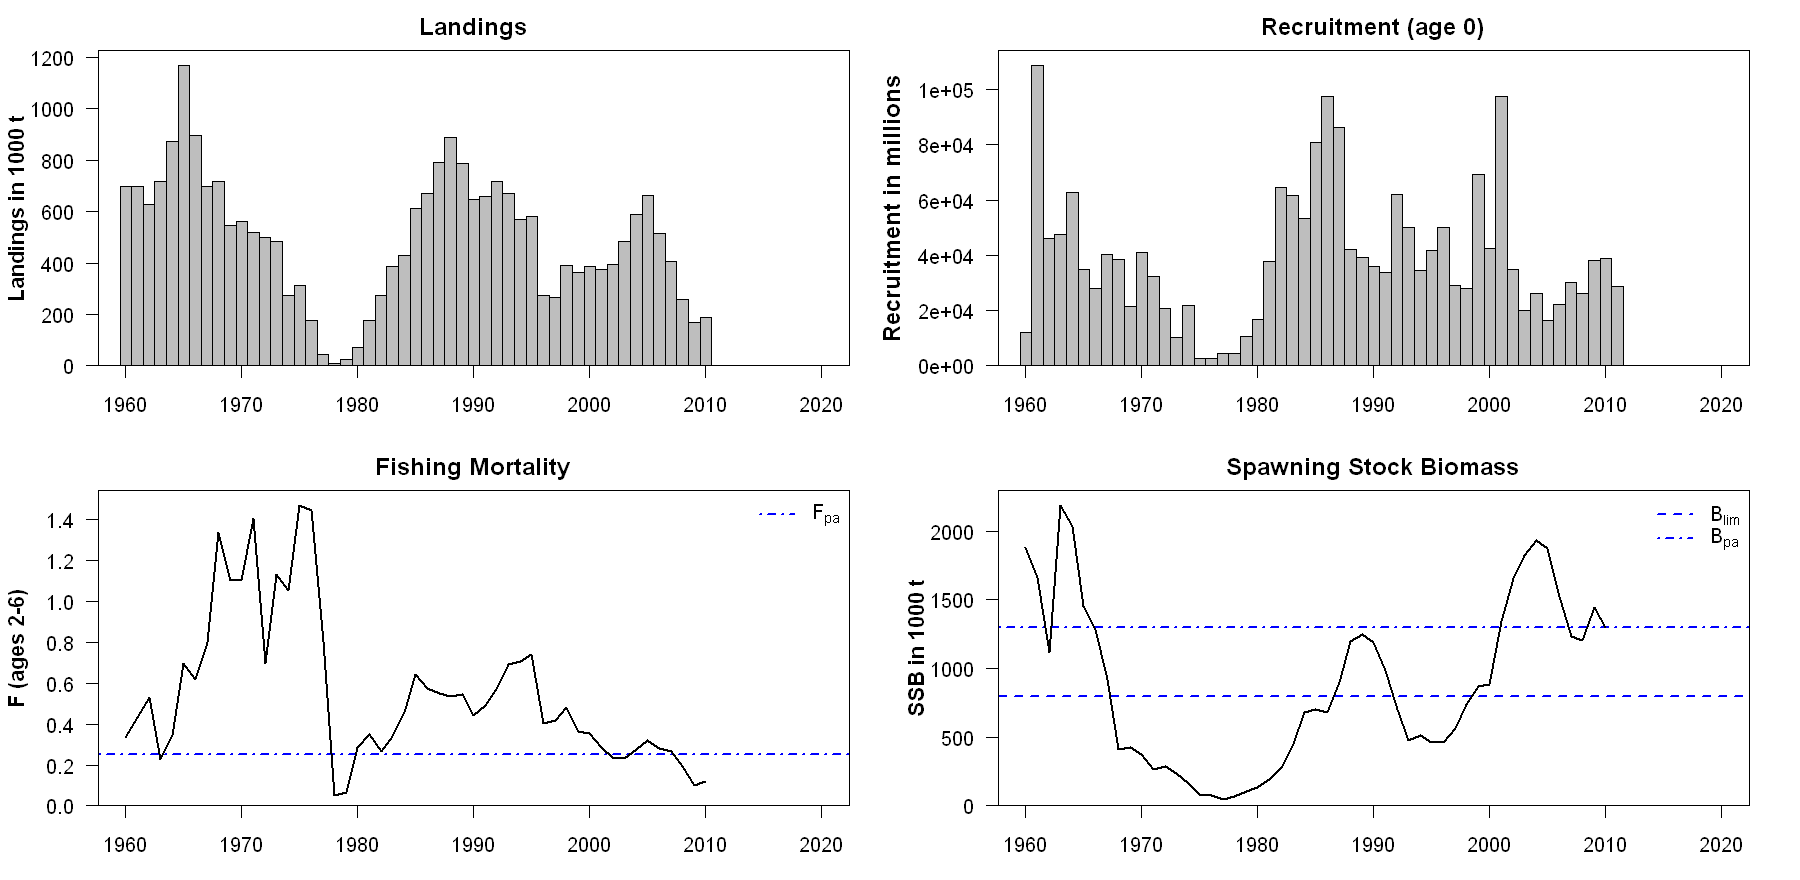 Landings
Landings in 1000 t
1200
1000
800
600
400
200
0
1960 1970 1980 1990 2000 2010 2020
Recruitment (age 0)
Recruitment in millions
1e+05
8e+04
6e+04
4e+04
2e+04
0e+00
1960 1970 1980 1990 2000 2010 2020
Fishing Mortality
F (ages 2-6)
1.4
1.2
1.0
0.8
0.6
0.4
0.2
0.0
Fpa
1960 1970 1980 1990 2000 2010 2020
Spawning Stock Biomass
SSB in 1000 t
2000
1500
1000
500
0
Blim
Bpa
1960 1970 1980 1990 2000 2010 2020